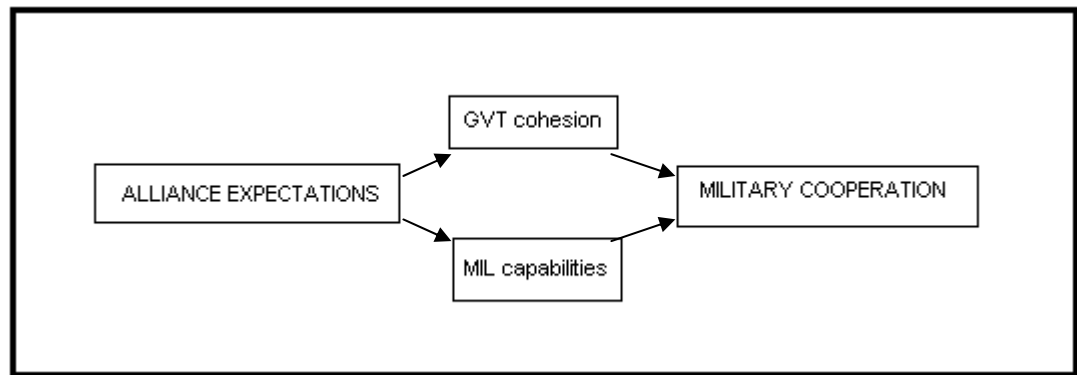 GVT cohesion
ALLIANCE EXPECTATIONS
MILITARY COOPERATION
MIL capabilities